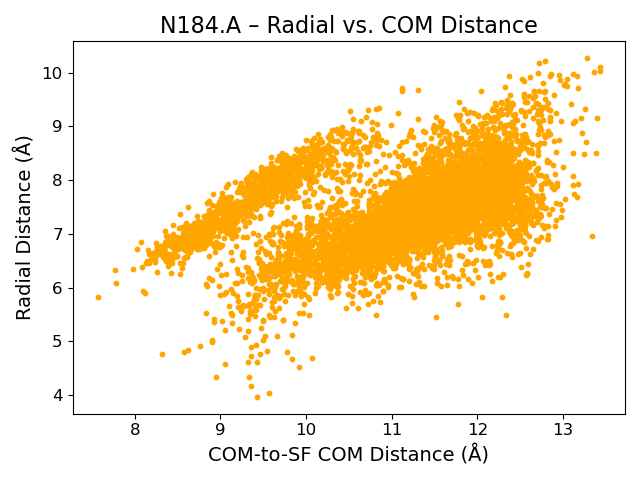 N184.A – Radial vs. COM Distance
Radial Distance (Å)
10
9
8
7
6
5
4
8 9 10 11 12 13
COM-to-SF COM Distance (Å)